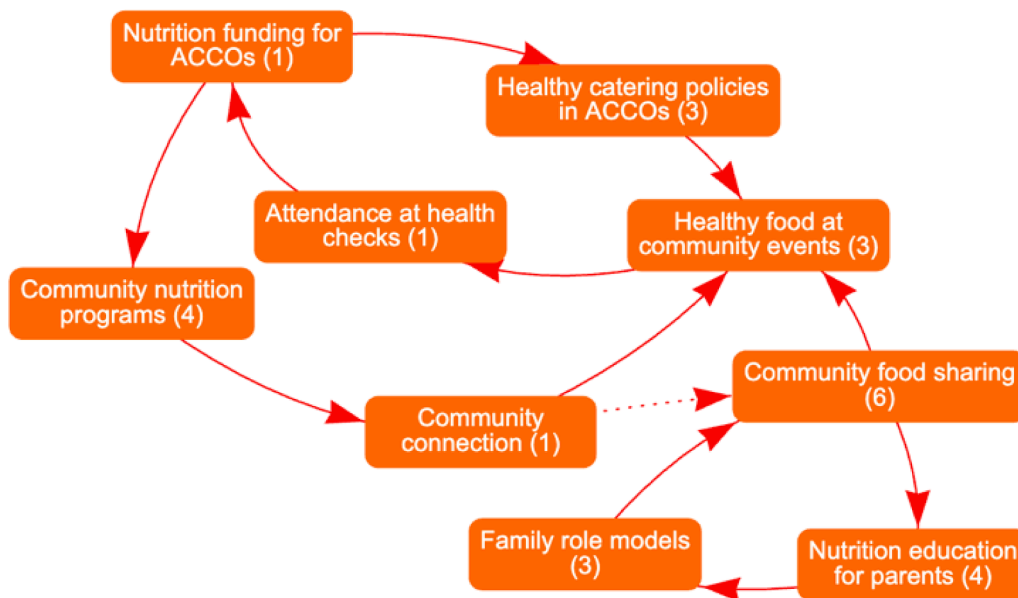 Nutrition funding for
ACCOs (1)
Healthy catering policies
in ACCOs (3)
Attendance at health
checks (1)
Healthy food at
community events (3)
Community nutrition
programs (4)
Community food sharing
(6)
Community
connection (1)
Family role models
(3)
Nutrition education
for parents (4)